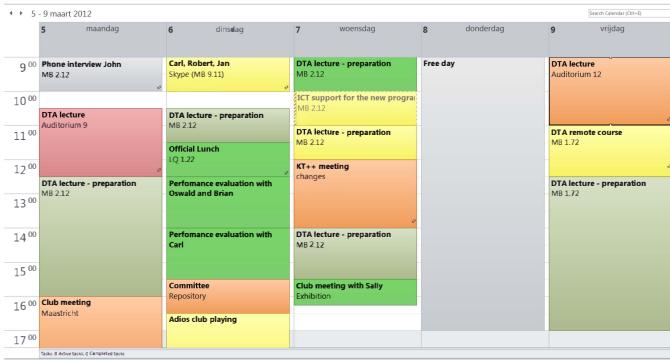 5 - 9 maart 2012
Search Calendar (Ctrl+E)
5 maandag
6 dinsdag
7 woensdag
8 donderdag
9 vrijdag
9 00
10 00
11 00
12 00
13 00
14 00
15 00
16 00
17 00
Phone interview John
MB 2.12
DTA lecture
Auditorium 9
DTA lecture - preparation
MB 2.12
Club meeting
Maastricht
Carl, Robert, Jan
Skype (MB 9.11)
DTA lecture - preparation
MB 2.12
Official Lunch
LQ 1.22
Perfomance evaluation with
Oswald and Brian
Perfomance evaluation with
Carl
Committee
Repository
Adios club playing
DTA lecture - preparation
MB 2.12
ICT support for the new progra
MB 2.12
DTA lecture - preparation
MB 2.12
KT++ meeting
changes
DTA lecture - preparation
MB 2.12
Club meeting with Sally
Exhibition
Free day
DTA lecture
Auditorium 12
DTA remote course
MB 1.72
DTA lecture - preparation
MB 1.72
Tasks: 8 Active tasks, 0 Completed tasks